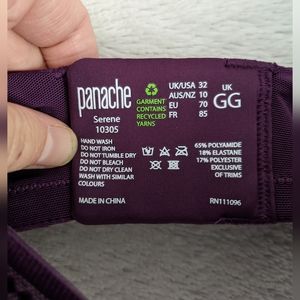 panache
Serene
10305
GARMENT
CONTAINS
RECYCLED
YARNS
UK/USA 32
AUS/NZ 10
EU 70
FR 85
UK
GG
HAND WASH
DO NOT IRON
DO NOT TUMBLE DRY
DO NOT BLEACH
DO NOT DRY CLEAN
WASH WITH SIMILAR
COLOURS
65% POLYAMIDE
18% ELASTANE
17% POLYESTER
EXCLUSIVE
OF TRIMS
MADE IN CHINA
RN111096